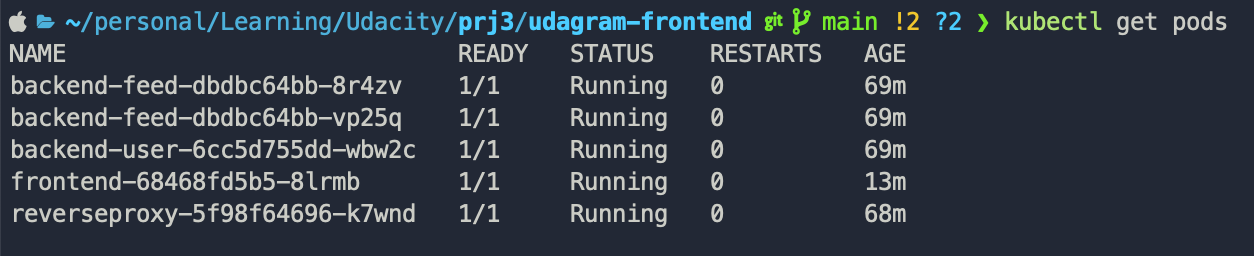 ~/personal/Learning/Udacity/prj3/udagram-frontend git main !2 ?2 ❯ kubectl get pods
NAME READY STATUS RESTARTS AGE
backend-feed-dbdbc64bb-8r4zv 1/1 Running 0 69m
backend-feed-dbdbc64bb-vp25q 1/1 Running 0 69m
backend-user-6cc5d755dd-wbw2c 1/1 Running 0 69m
frontend-68468fd5b5-8lrmb 1/1 Running 0 13m
reverseproxy-5f98f64696-k7wnd 1/1 Running 0 68m